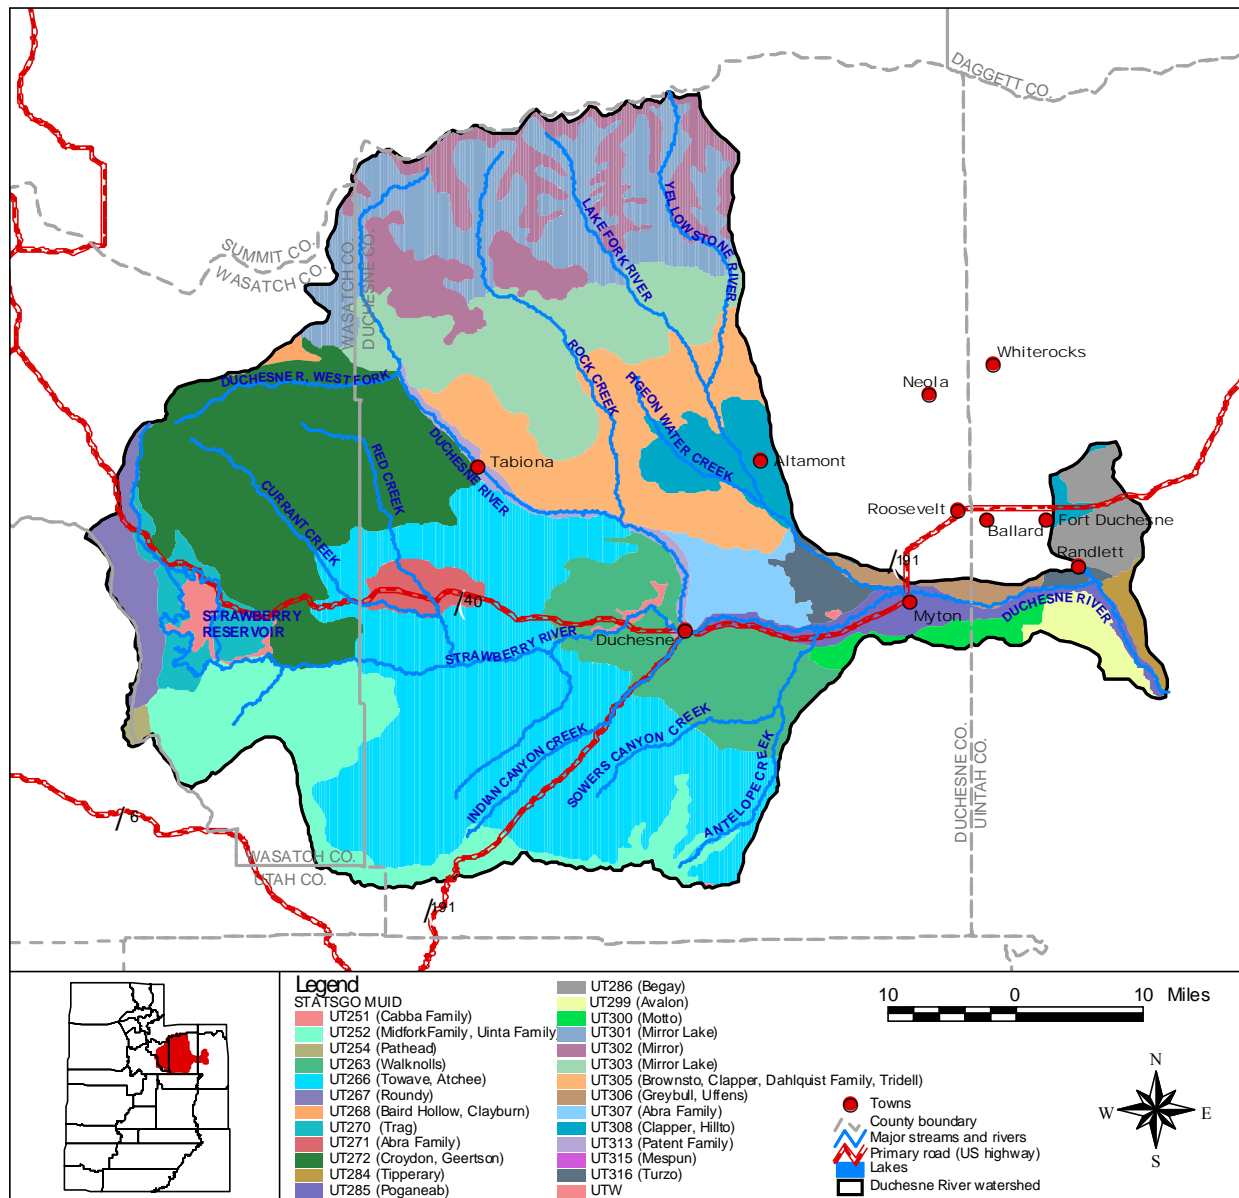 DAGGETT CO.
SUMMIT CO.
WASATCH CO.
WASATCH CO.
DUCHESNE CO.
LAKE FORK RIVER
YELLOWSTONE RIVER
Whiterocks
Neola
DUCHESNE R, WEST FORK
ROCK CREEK
PIGEON WATER CREEK
RED CREEK
DUCHESNE RIVER
Tabiona
Altamont
CURRANT CREEK
Roosevelt
Ballard
Fort Duchesne
Randlett
191
40
STRAWBERRY
RESERVOIR
STRAWBERRY RIVER
Duchesne
Myton
DUCHESNE RIVER
INDIAN CANYON CREEK
SOWERS CANYON CREEK
ANTELOPE CREEK
DUCHESNE CO.
UINTAH CO.
6
WASATCH CO.
UTAH CO.
191
Legend
STATSGO MUID
UT251 (Cabba Family)
UT252 (Midfork Family, Uinta Family)
UT254 (Pathead)
UT263 (Walknolls)
UT266 (Towave, Atchee)
UT267 (Roundy)
UT268 (Baird Hollow, Clayburn)
UT270 (Trag)
UT271 (Abra Family)
UT272 (Croydon, Geertson)
UT284 (Tipperary)
UT285 (Poganeab)
UT286 (Begay)
UT299 (Avalon)
UT300 (Motto)
UT301 (Mirror Lake)
UT302 (Mirror)
UT303 (Mirror Lake)
UT305 (Brownsto, Clapper, Dahlquist Family, Tridell)
UT306 (Greybull, Uffens)
UT307 (Abra Family)
UT308 (Clapper, Hillto)
UT313 (Patent Family)
UT315 (Mespun)
UT316 (Turzo)
UTW
10 0 10 Miles
Towns
County boundary
Major streams and rivers
Primary road (US highway)
Lakes
Duchesne River watershed
N
W E
S